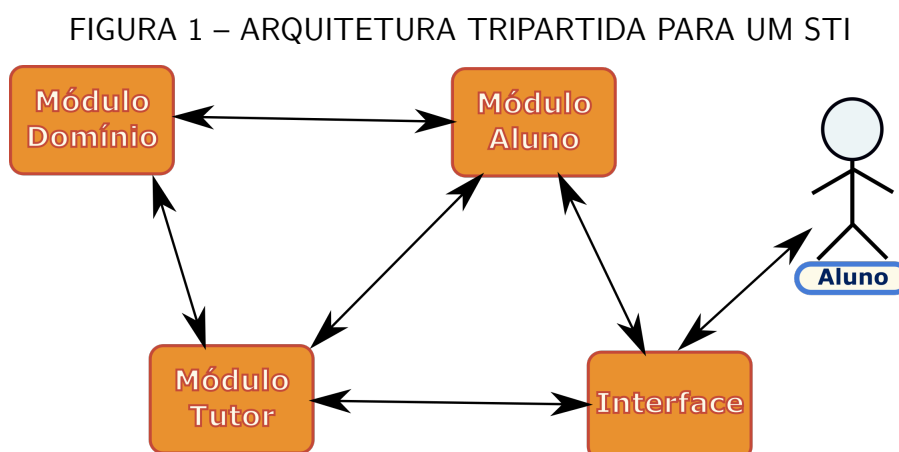 FIGURA 1 – ARQUITETURA TRIPARTIDA PARA UM STI
Módulo
Domínio
Módulo
Aluno
Aluno
Módulo
Tutor
Interface